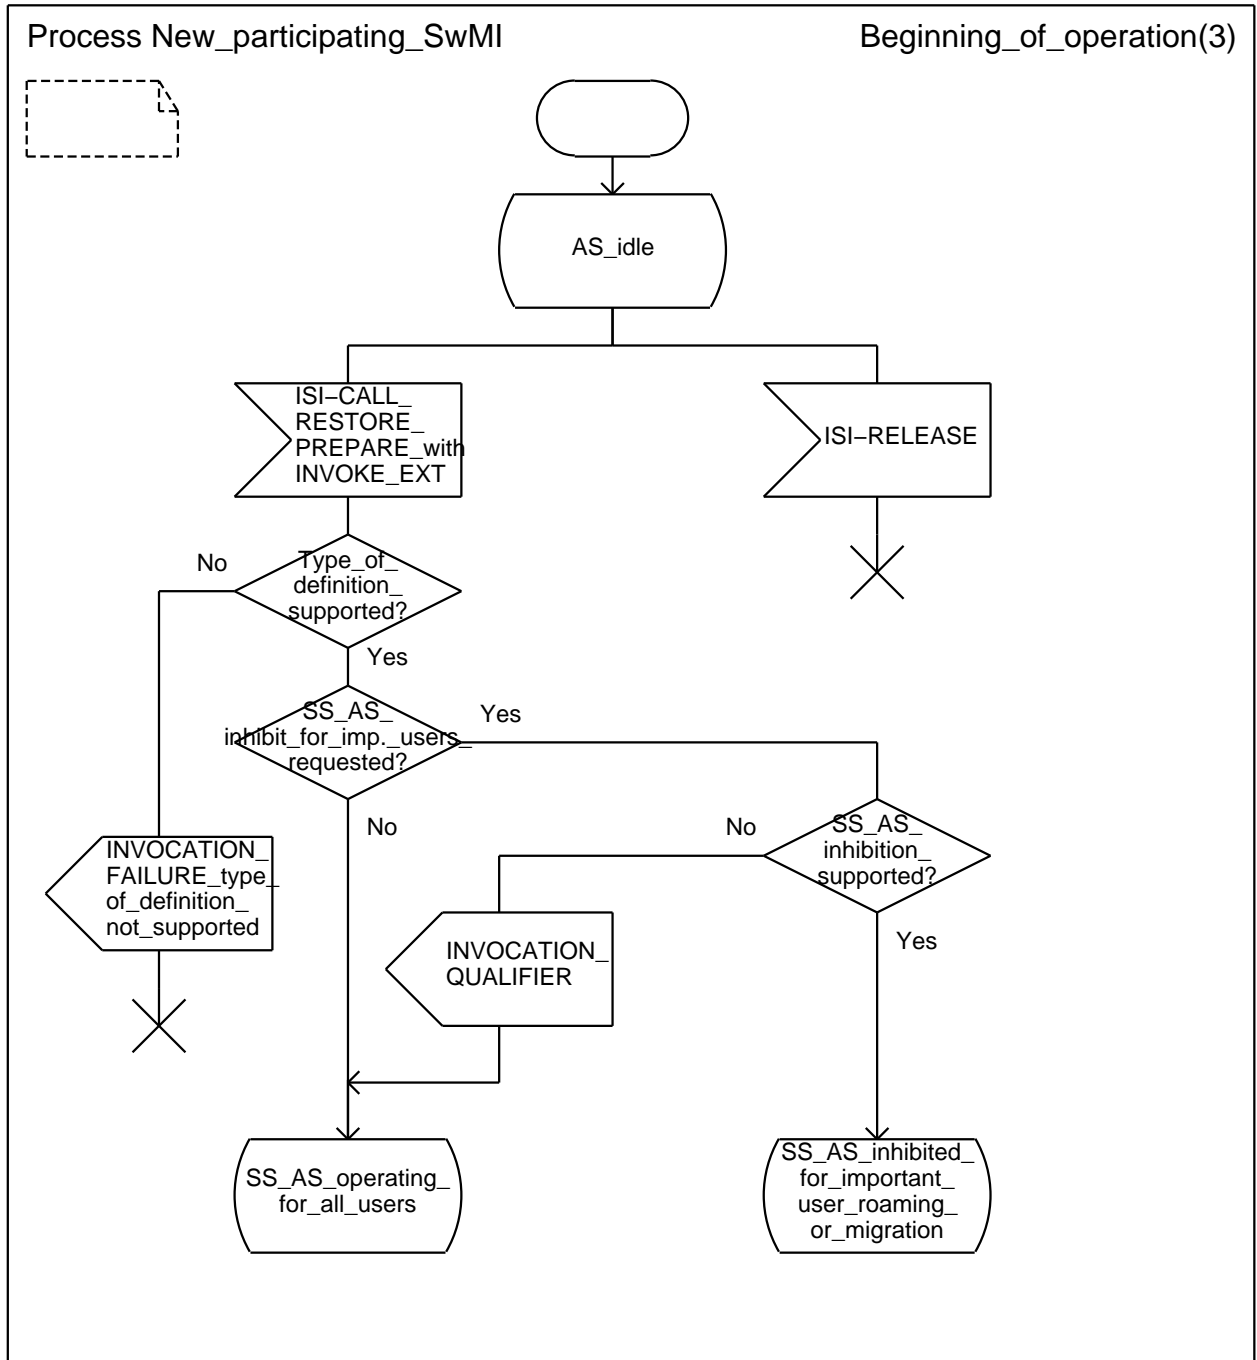 Process New_participating_SwMI
Beginning_of_operation(3)
AS_idle
ISI−CALL_
RESTORE_
PREPARE_with
INVOKE_EXT
ISI−RELEASE
No
Type_of_
definition_
supported?
Yes
SS_AS_
inhibit_for_imp._users_
requested?
Yes
No
No
SS_AS_
inhibition_
supported?
INVOCATION_
FAILURE_type_
of_definition_
not_supported
INVOCATION_
QUALIFIER
Yes
SS_AS_operating_
for_all_users
SS_AS_inhibited_
for_important_
user_roaming_
or_migration